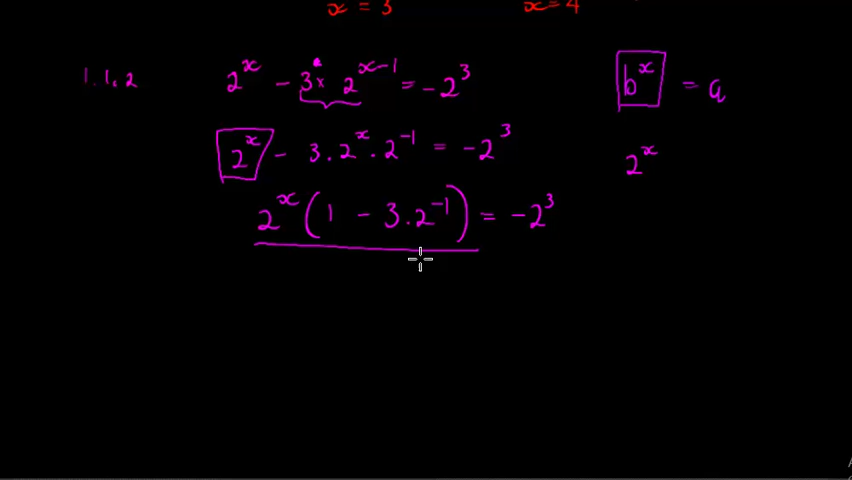 x = 3 x = 4
1.1.2 2^x - 3 × 2^{x-1} = -2^3 b^x = a
2^x - 3 . 2^x . 2^{-1} = -2^3 2^x
2^x (1 - 3 . 2^{-1}) = -2^3